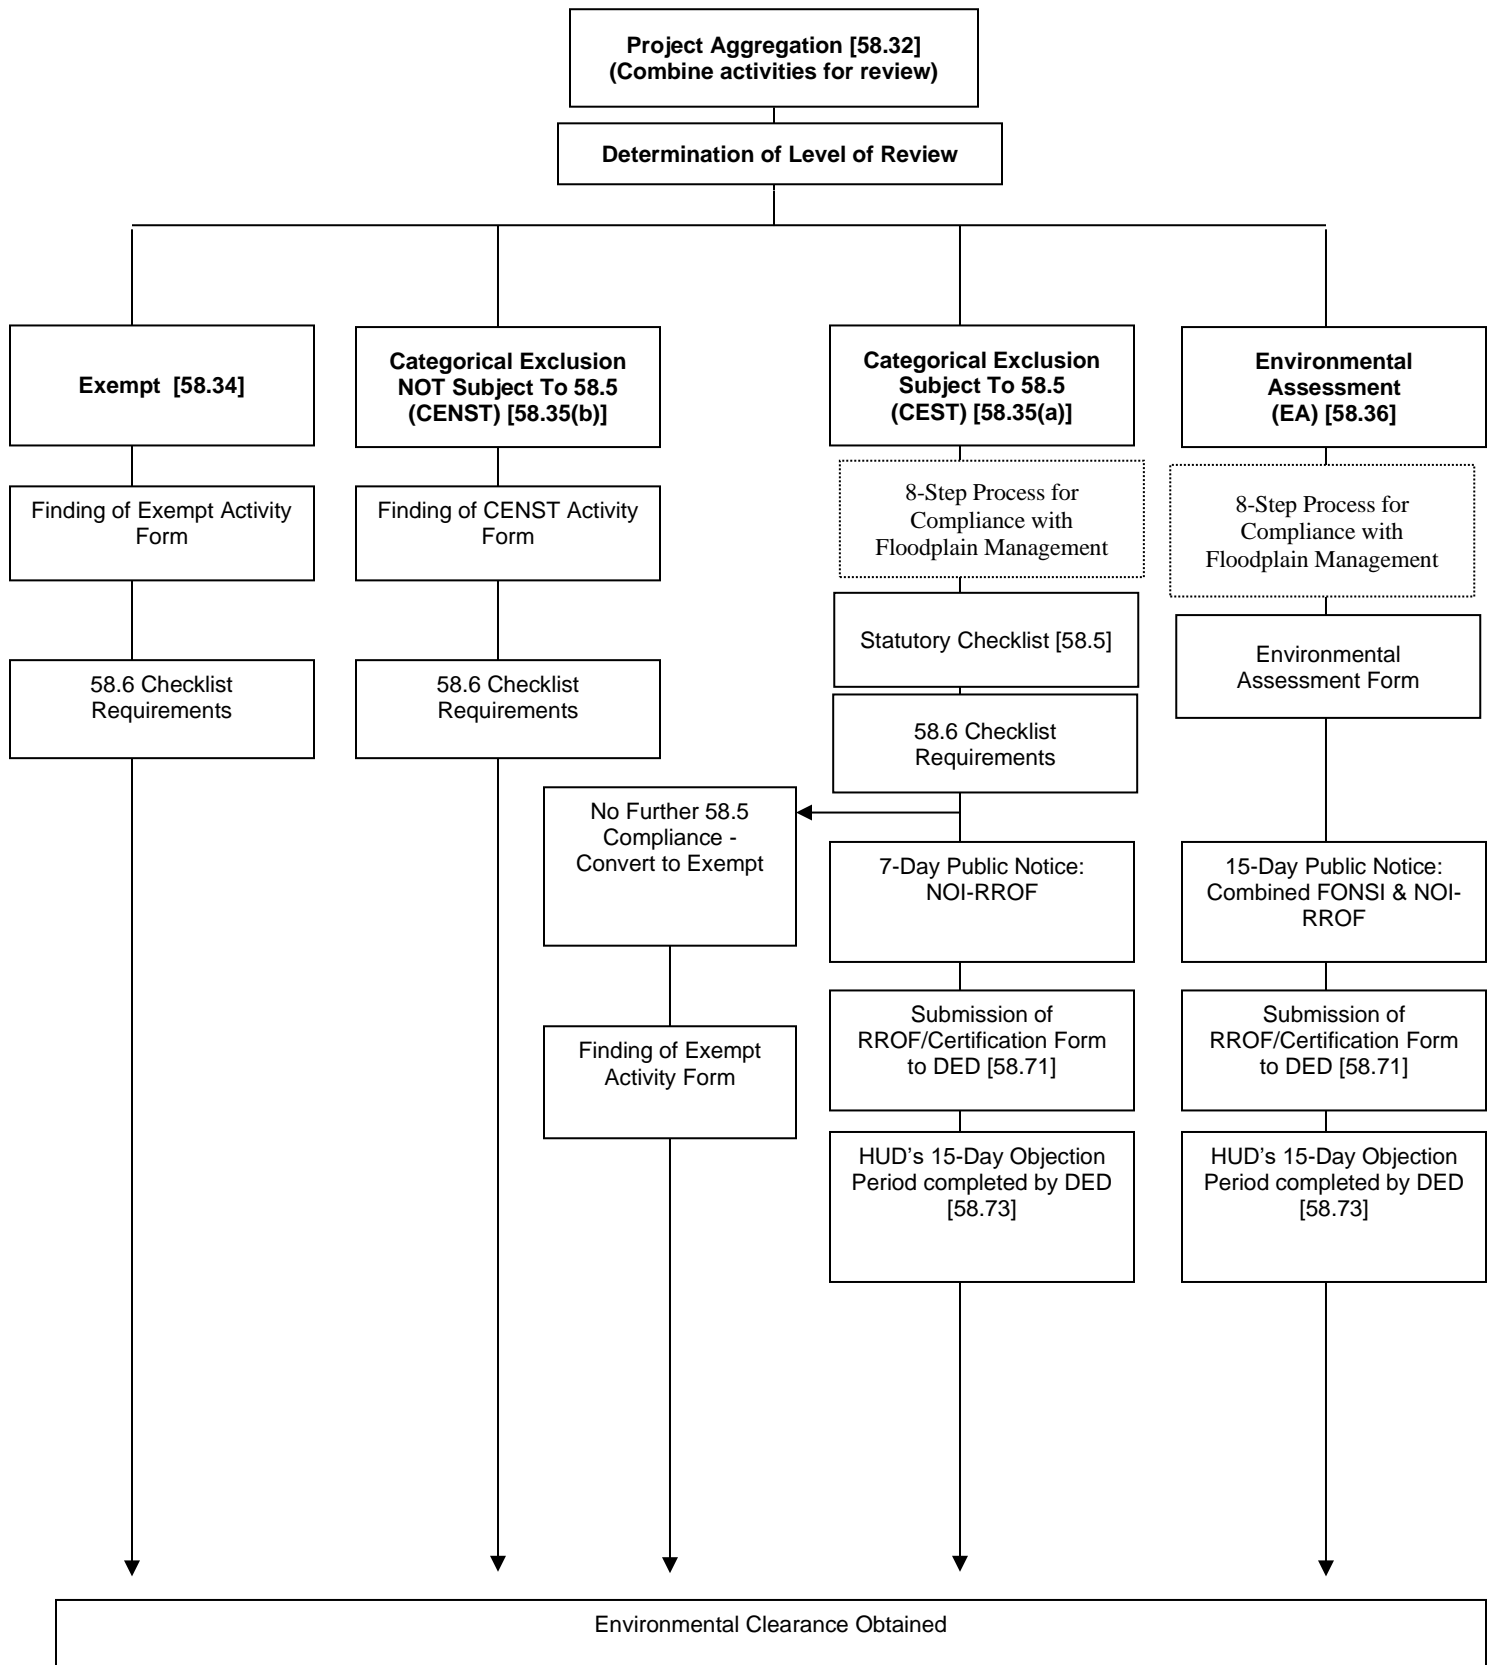 Project Aggregation [58.32]
(Combine activities for review)
Determination of Level of Review
Exempt [58.34]
Categorical Exclusion
NOT Subject To 58.5
(CENST) [58.35(b)]
Categorical Exclusion
Subject To 58.5
(CEST) [58.35(a)]
Environmental
Assessment
(EA) [58.36]
Finding of Exempt Activity
Form
Finding of CENST Activity
Form
8-Step Process for
Compliance with
Floodplain Management
8-Step Process for
Compliance with
Floodplain Management
58.6 Checklist
Requirements
58.6 Checklist
Requirements
Statutory Checklist [58.5]
Environmental
Assessment Form
58.6 Checklist
Requirements
No Further 58.5
Compliance -
Convert to Exempt
7-Day Public Notice:
NOI-RROF
15-Day Public Notice:
Combined FONSI & NOI-
RROF
Finding of Exempt
Activity Form
Submission of
RROF/Certification Form
to DED [58.71]
Submission of
RROF/Certification Form
to DED [58.71]
HUD’s 15-Day Objection
Period completed by DED
[58.73]
HUD’s 15-Day Objection
Period completed by DED
[58.73]
Environmental Clearance Obtained